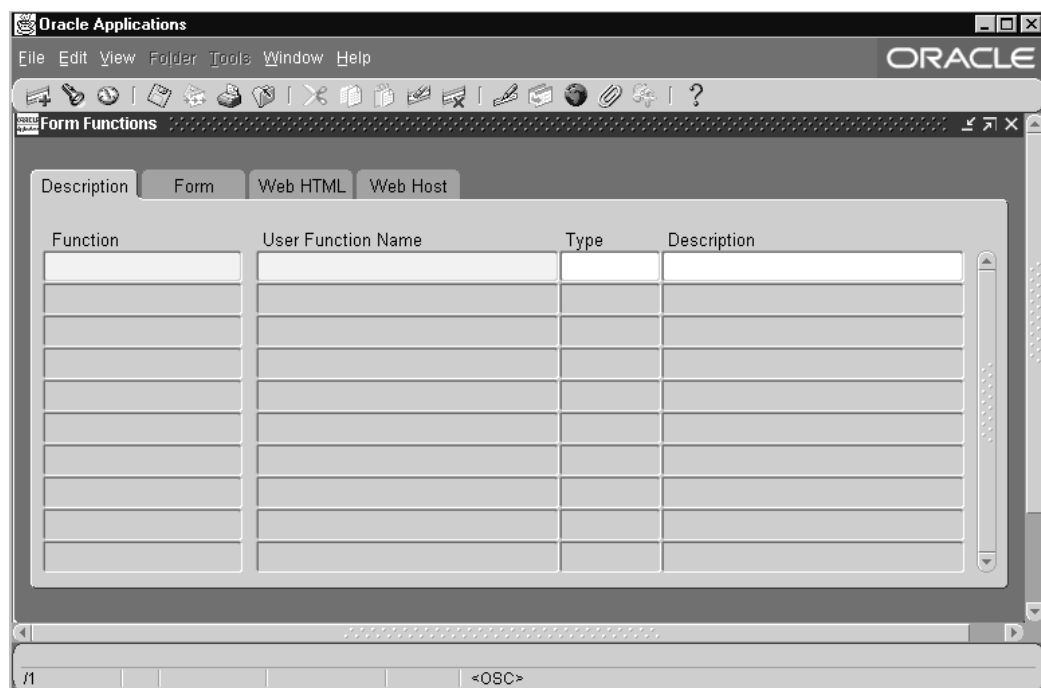 Oracle Applications
File Edit View Folder Tools Window Help
ORACLE
?
Form Functions
Description Form Web HTML Web Host
Function User Function Name Type Description
/1 <OSC>